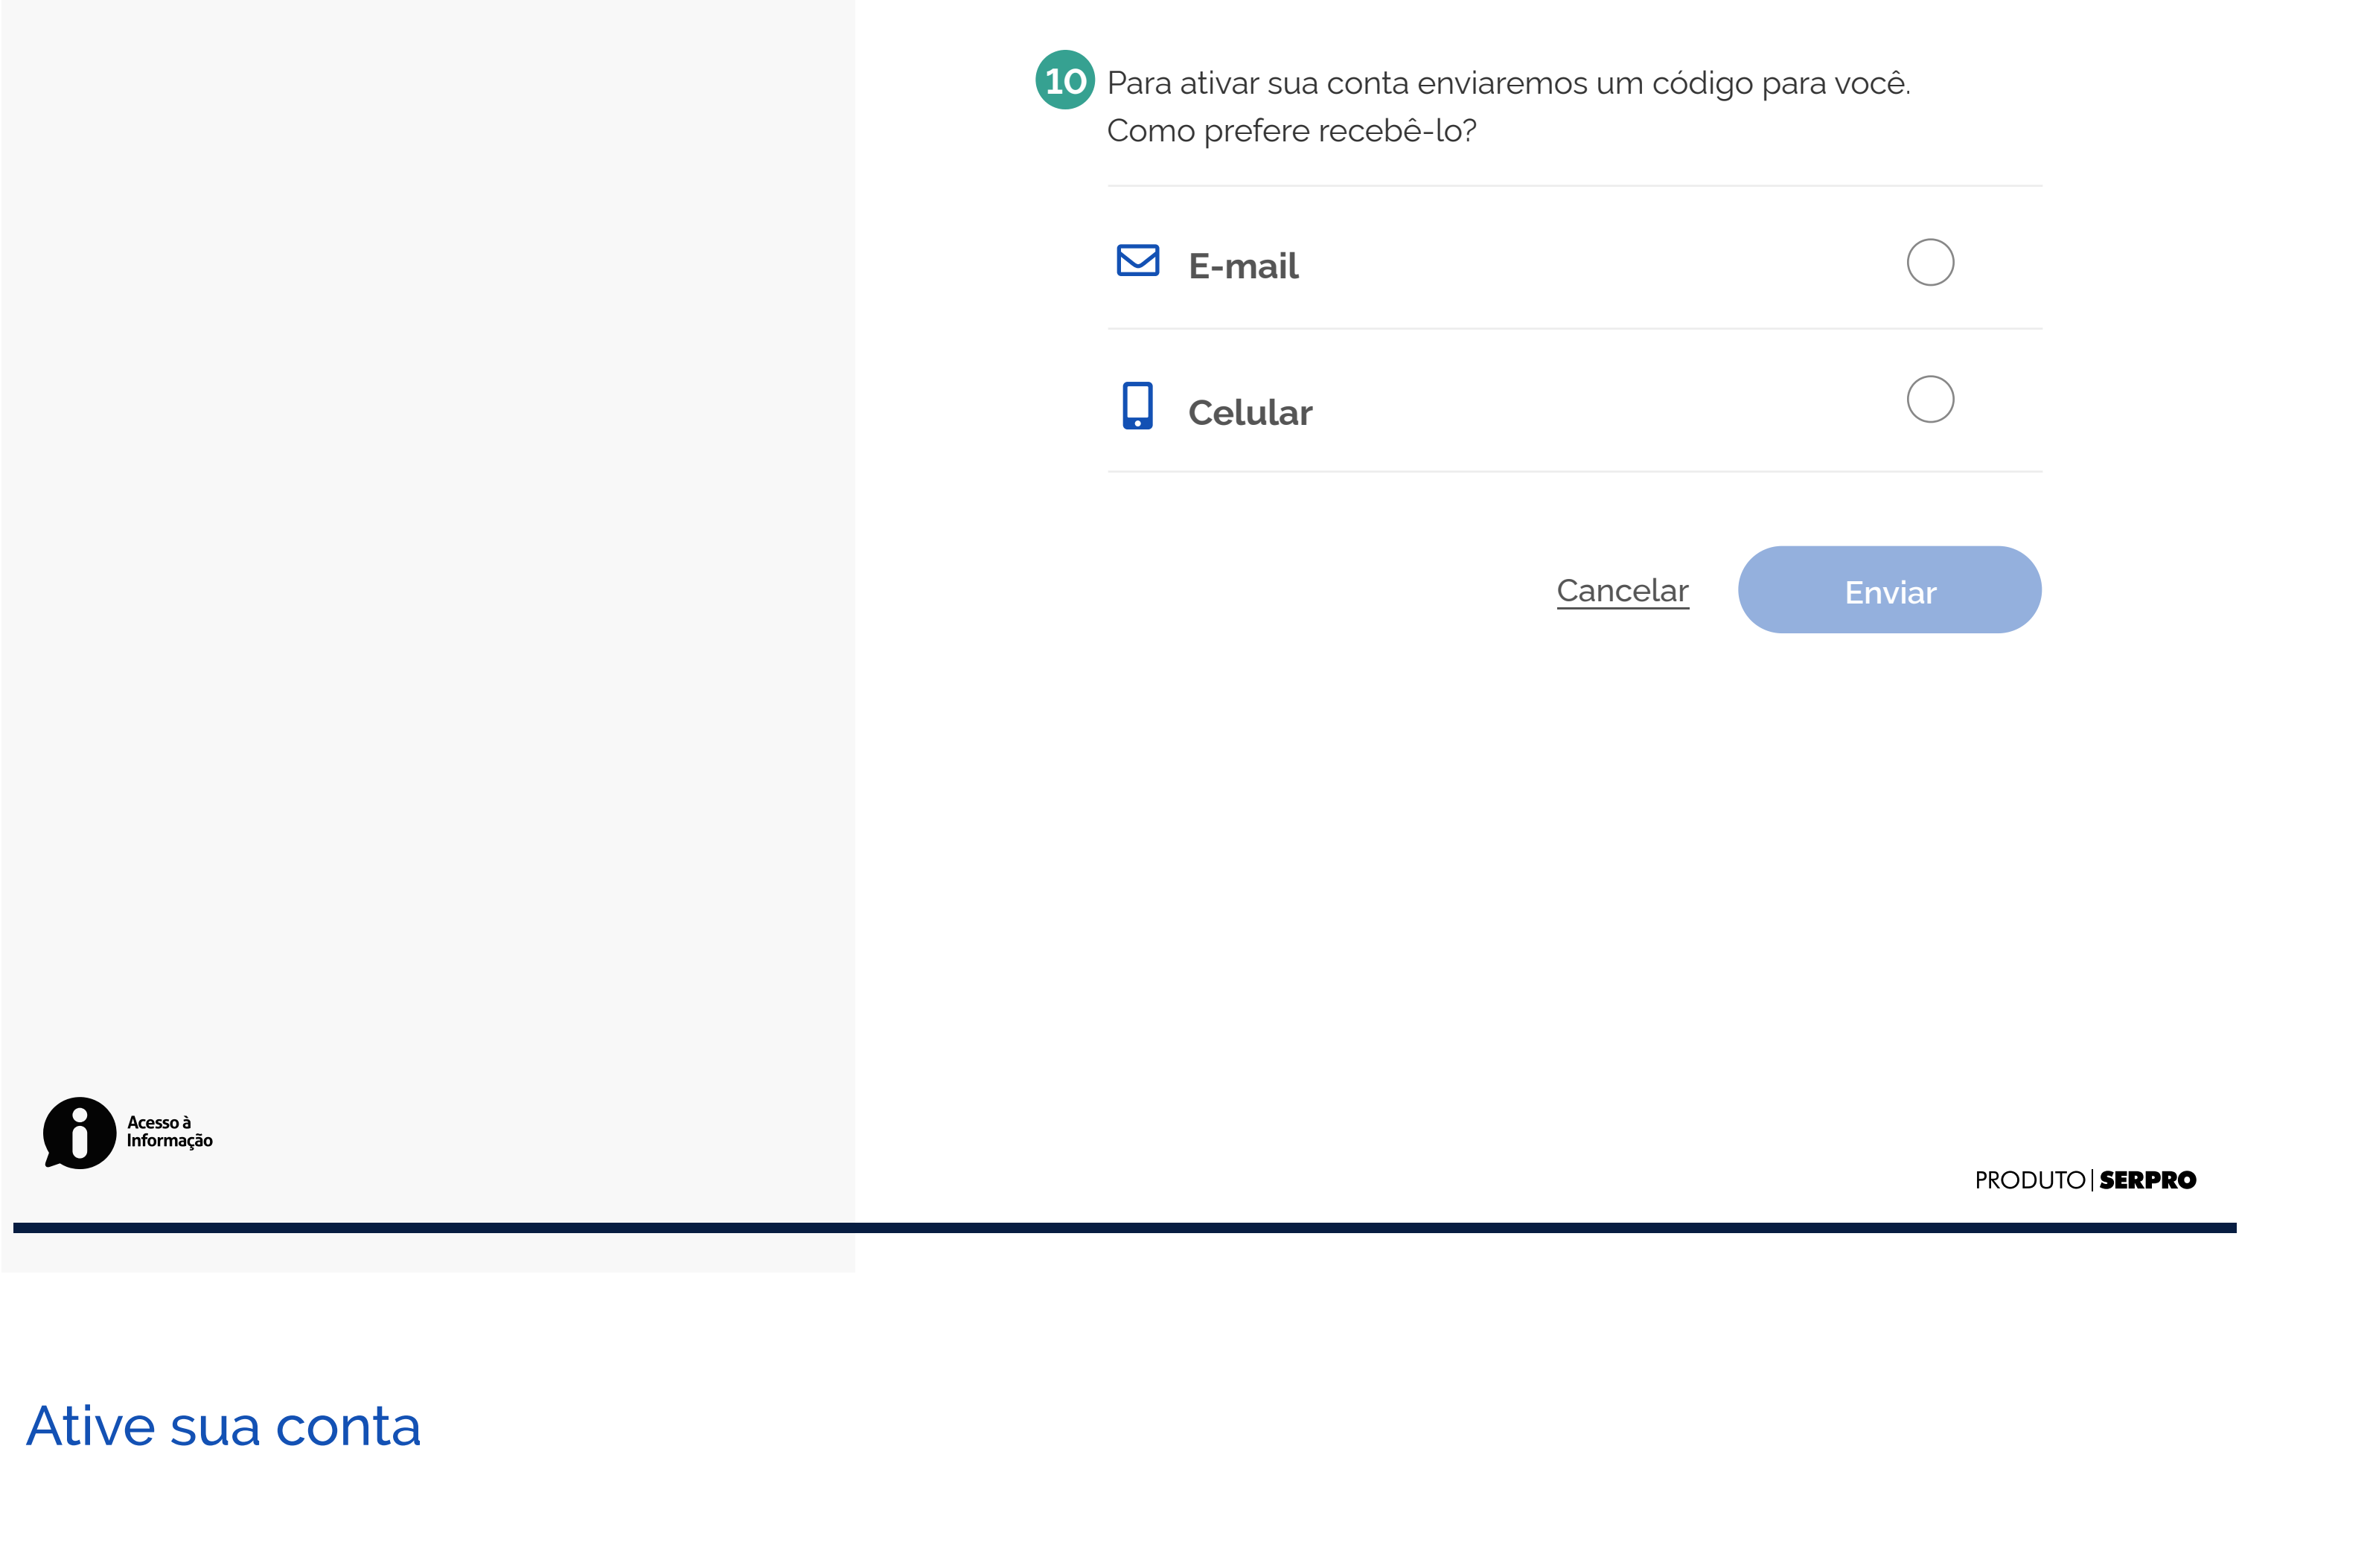 10 Para ativar sua conta enviaremos um código para você.
Como prefere recebê-lo?
E-mail
Celular
Cancelar
Enviar
Acesso à
Informação
PRODUTO | SERPRO
Ative sua conta